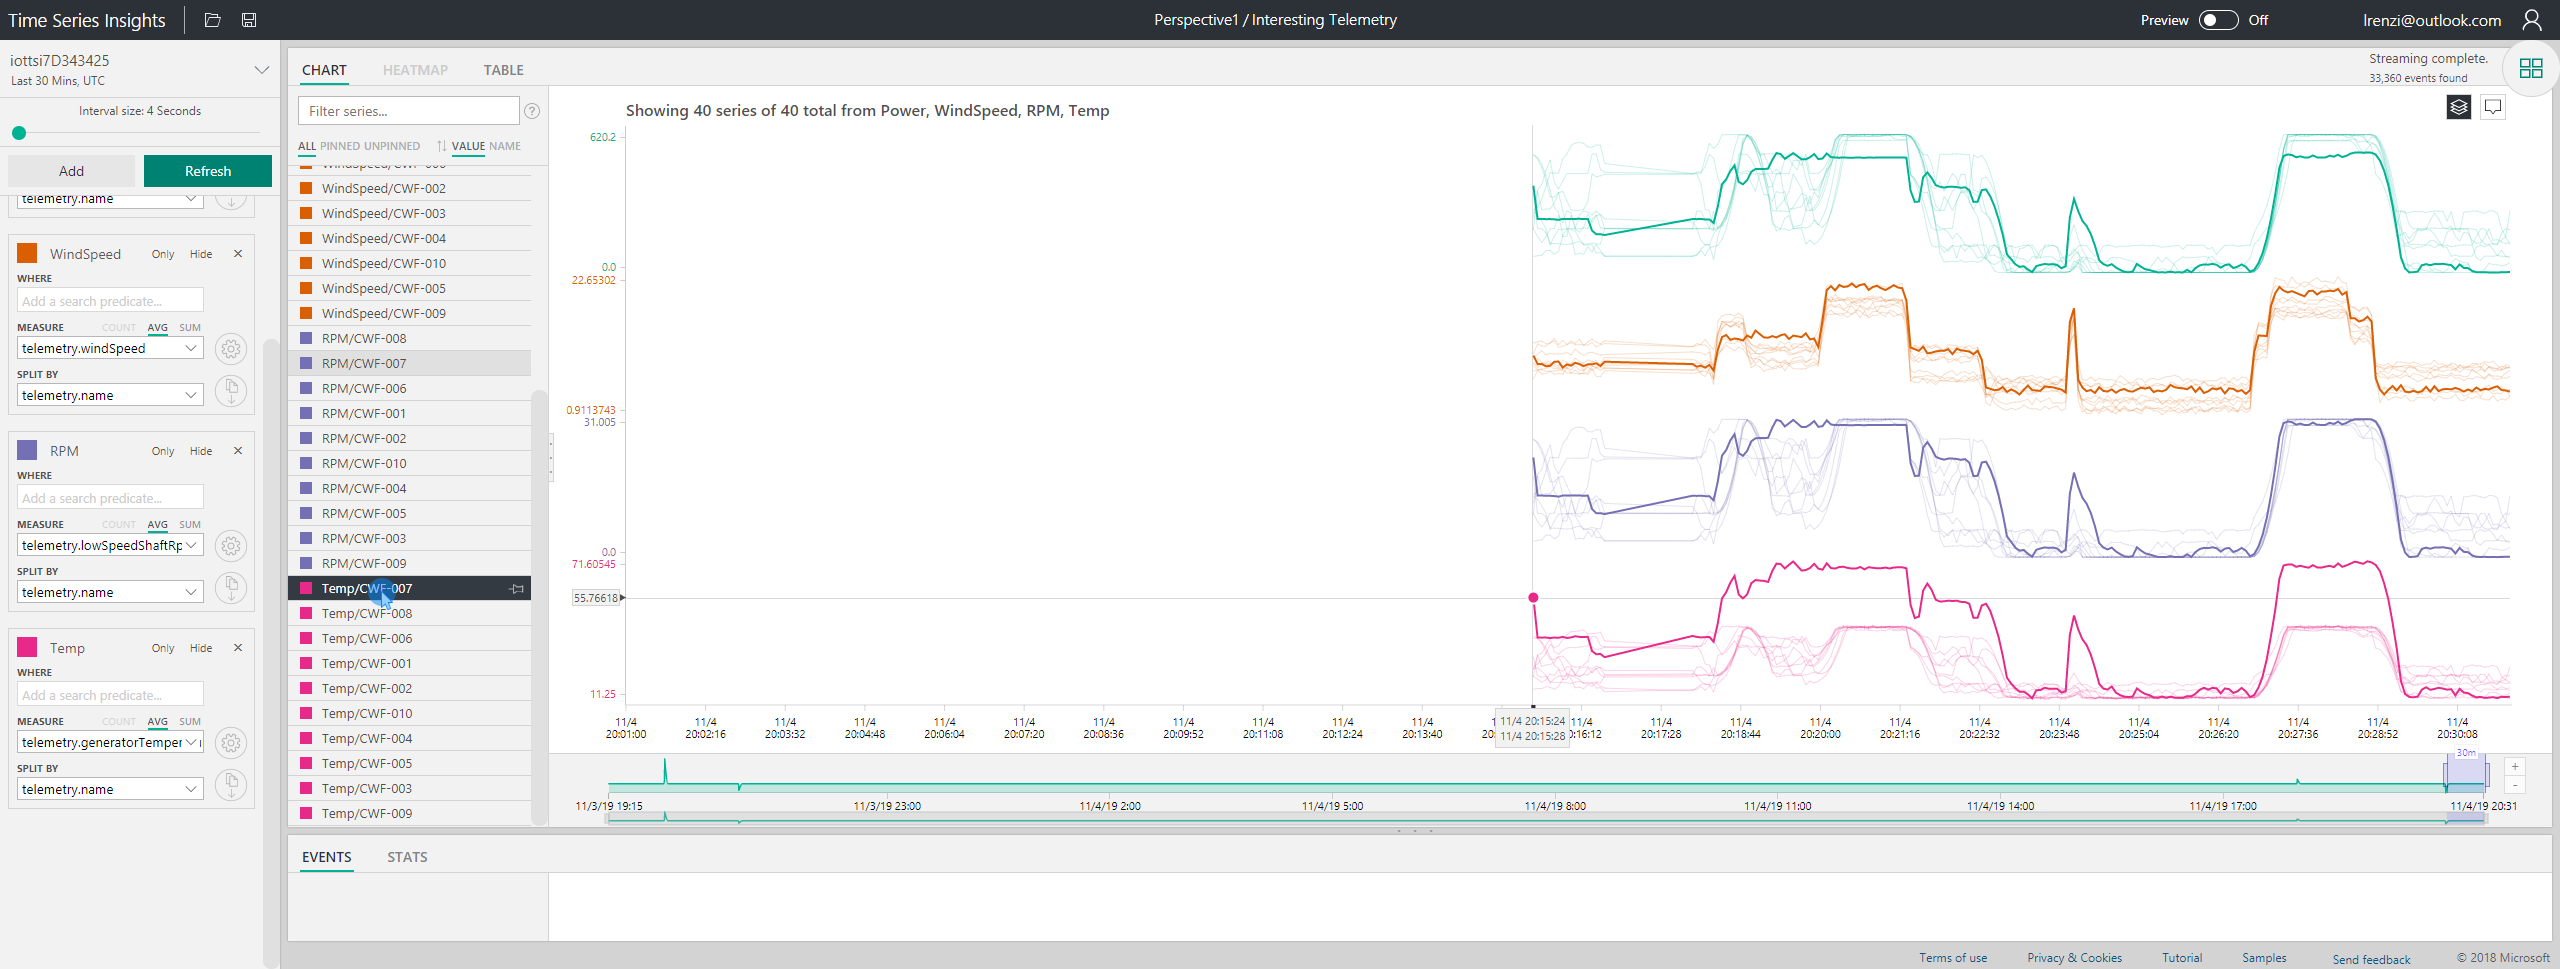 Time Series Insights
Perspective1 / Interesting Telemetry
Preview Off
lrenzi@outlook.com
iottsi7D343425
Last 30 Mins, UTC
Interval size: 4 Seconds
Add
Refresh
telemetry.name
WindSpeed Only Hide
WHERE
Add a search predicate...
MEASURE COUNT AVG SUM
telemetry.windSpeed
SPLIT BY
telemetry.name
RPM Only Hide
WHERE
Add a search predicate...
MEASURE COUNT AVG SUM
telemetry.lowSpeedShaftRp
SPLIT BY
telemetry.name
Temp Only Hide
WHERE
Add a search predicate...
MEASURE COUNT AVG SUM
telemetry.generatorTemper
SPLIT BY
telemetry.name
CHART HEATMAP TABLE
Streaming complete.
33,360 events found
Filter series...
?
ALL PINNED UNPINNED VALUE NAME
WindSpeed/CWF-002
WindSpeed/CWF-003
WindSpeed/CWF-004
WindSpeed/CWF-010
WindSpeed/CWF-005
WindSpeed/CWF-009
RPM/CWF-008
RPM/CWF-007
RPM/CWF-006
RPM/CWF-001
RPM/CWF-002
RPM/CWF-010
RPM/CWF-004
RPM/CWF-005
RPM/CWF-003
RPM/CWF-009
Temp/CWF-007
Temp/CWF-008
Temp/CWF-006
Temp/CWF-001
Temp/CWF-002
Temp/CWF-010
Temp/CWF-004
Temp/CWF-005
Temp/CWF-003
Temp/CWF-009
Showing 40 series of 40 total from Power, WindSpeed, RPM, Temp
620.2
0.0
22.65302
0.9113743
31.005
0.0
71.60545
55.76618
11.25
11/4 11/4 11/4 11/4 11/4 11/4 11/4 11/4 11/4 11/4 11/4 11/4 20:15:24 11/4 11/4 11/4 11/4 11/4 11/4 11/4 11/4 11/4 11/4 11/4 11/4
20:01:00 20:02:16 20:03:32 20:04:48 20:06:04 20:07:20 20:08:36 20:09:52 20:11:08 20:12:24 20:13:40 11/4 20:15:28 20:17:28 20:18:44 20:20:00 20:21:16 20:22:32 20:23:48 20:25:04 20:26:20 20:27:36 20:28:52 20:30:08
30m
+
-
11/3/19 19:15 11/3/19 23:00 11/4/19 2:00 11/4/19 5:00 11/4/19 8:00 11/4/19 11:00 11/4/19 14:00 11/4/19 17:00 11/4/19 20:31
EVENTS STATS
Terms of use Privacy & Cookies Tutorial Samples Send feedback © 2018 Microsoft